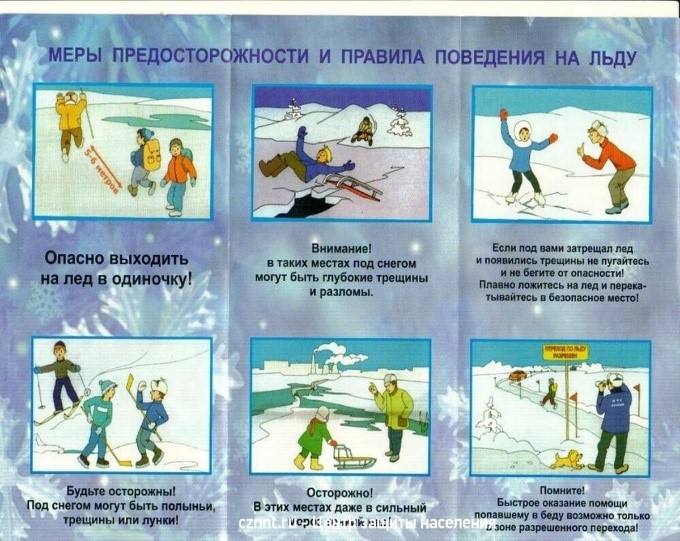 МЕРЫ ПРЕДОСТОРОЖНОСТИ И ПРАВИЛА ПОВЕДЕНИЯ НА ЛЬДУ
5-6 метров
Опасно выходить
на лед в одиночку!
Внимание!
в таких местах под снегом
могут быть глубокие трещины
и разломы.
Если под вами затрещал лед
и появились трещины не пугайтесь
и не бегите от опасности!
Плавно ложитесь на лед и перека-
тывайтесь в безопасное место!
ПЕРЕХОД ПО ЛЬДУ
РАЗРЕШЕН
Будьте осторожны!
Под снегом могут быть полыньи,
трещины или лунки!
Осторожно!
В этих местах даже в сильный
мороз
Помните!
Быстрое оказание помощи
попавшему в беду возможно только
в зоне разрешенного перехода!
населения